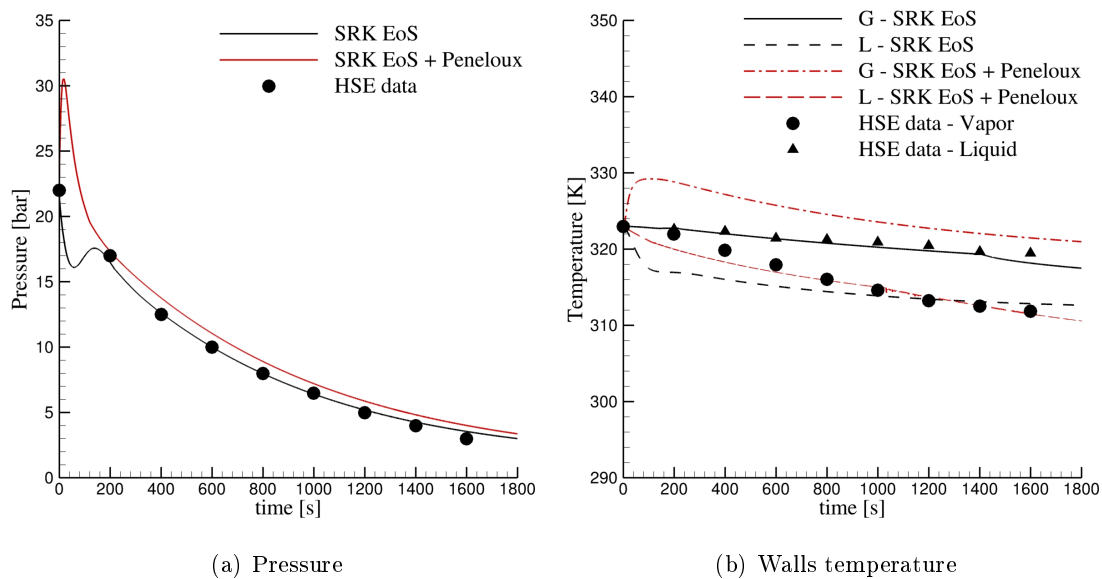 35
30
25
20
15
10
5
0
Pressure [bar]
SRK EoS
SRK EoS + Peneloux
HSE data
0 200 400 600 800 1000 1200 1400 1600 1800
time [s]
(a) Pressure
350
340
330
320
310
300
290
Temperature [K]
G - SRK EoS
L - SRK EoS
G - SRK EoS + Peneloux
L - SRK EoS + Peneloux
HSE data - Vapor
HSE data - Liquid
0 200 400 600 800 1000 1200 1400 1600 1800
time [s]
(b) Walls temperature